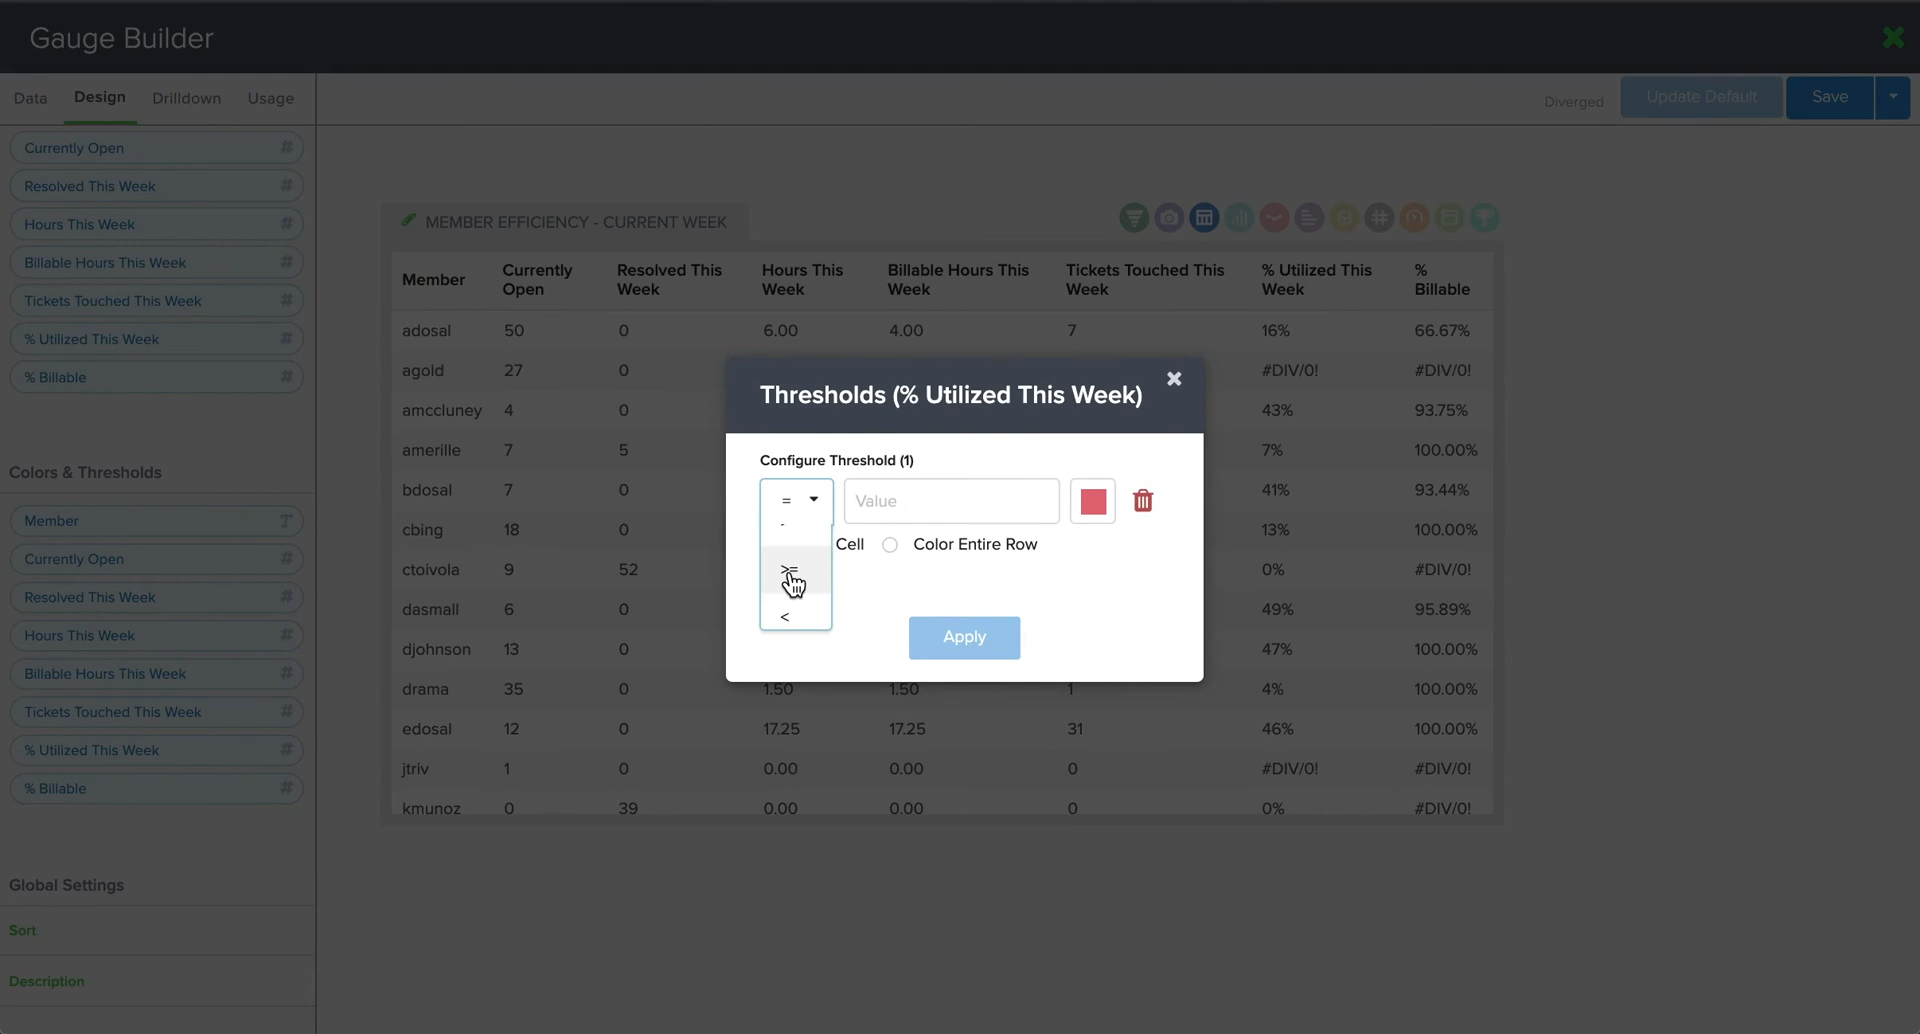 Gauge Builder
Data Design Drilldown Usage
Diverged Update Default Save
Currently Open #
Resolved This Week #
Hours This Week #
Billable Hours This Week #
Tickets Touched This Week #
% Utilized This Week #
% Billable #
Colors & Thresholds
Member T
Currently Open #
Resolved This Week #
Hours This Week #
Billable Hours This Week #
Tickets Touched This Week #
% Utilized This Week #
% Billable #
Global Settings
Sort
Description
MEMBER EFFICIENCY - CURRENT WEEK
Member Currently Open Resolved This Week Hours This Week Billable Hours This Week Tickets Touched This Week % Utilized This Week % Billable
adosal 50 0 6.00 4.00 7 16% 66.67%
agold 27 0 #DIV/0! #DIV/0!
amccluney 4 0 43% 93.75%
amerille 7 5 7% 100.00%
bdosal 7 0 41% 93.44%
cbing 18 0 13% 100.00%
ctoivola 9 52 0% #DIV/0!
dasmall 6 0 49% 95.89%
djohnson 13 0 47% 100.00%
drama 35 0 1.50 1.50 1 4% 100.00%
edosal 12 0 17.25 17.25 31 46% 100.00%
jtriv 1 0 0.00 0.00 0 #DIV/0! #DIV/0!
kmunoz 0 39 0.00 0.00 0 0% #DIV/0!
Thresholds (% Utilized This Week)
Configure Threshold (1)
= Value
Cell Color Entire Row
>=
<
Apply